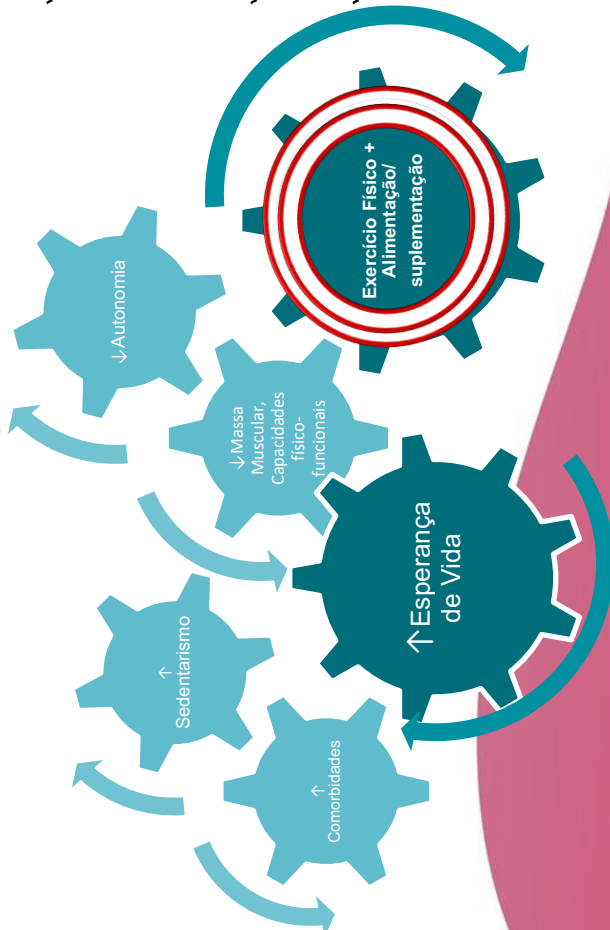 ↑
Comorbidades
↑
Sedentarismo
↑Esperança
de Vida
↓Massa
Muscular,
Capacidades
físico-
funcionais
↓Autonomia
Exercício Físico +
Alimentação/
suplementação